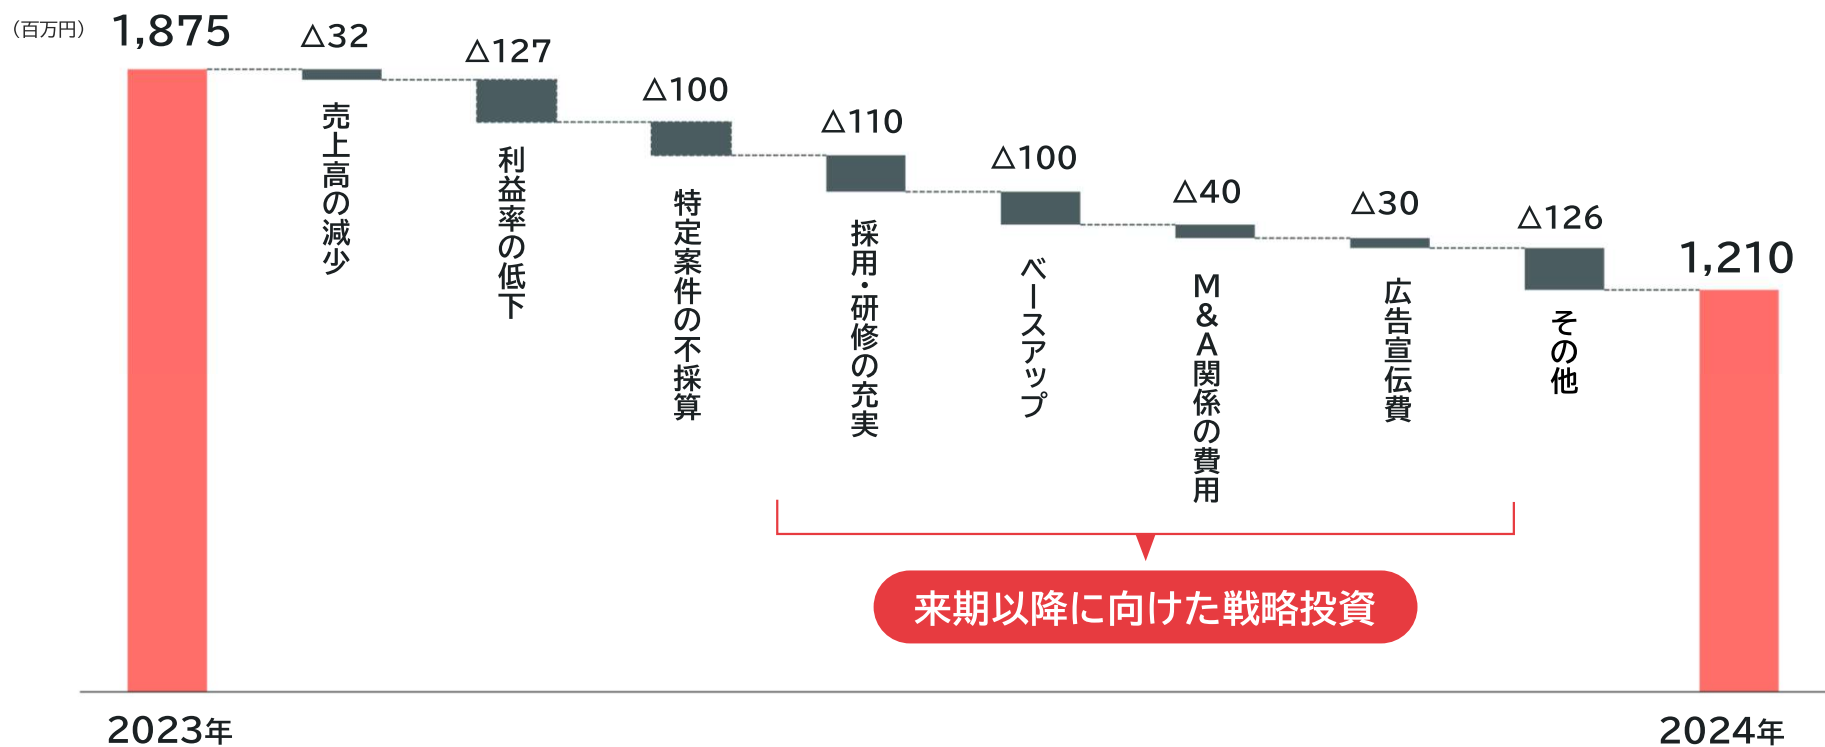 （百万円）
1,875
△32
売上高の減少
△127
利益率の低下
△100
特定案件の不採算
△110
採用・研修の充実
△100
ベースアップ
△40
M&A関係の費用
△30
広告宣伝費
△126
その他
1,210
来期以降に向けた戦略投資
2023年
2024年